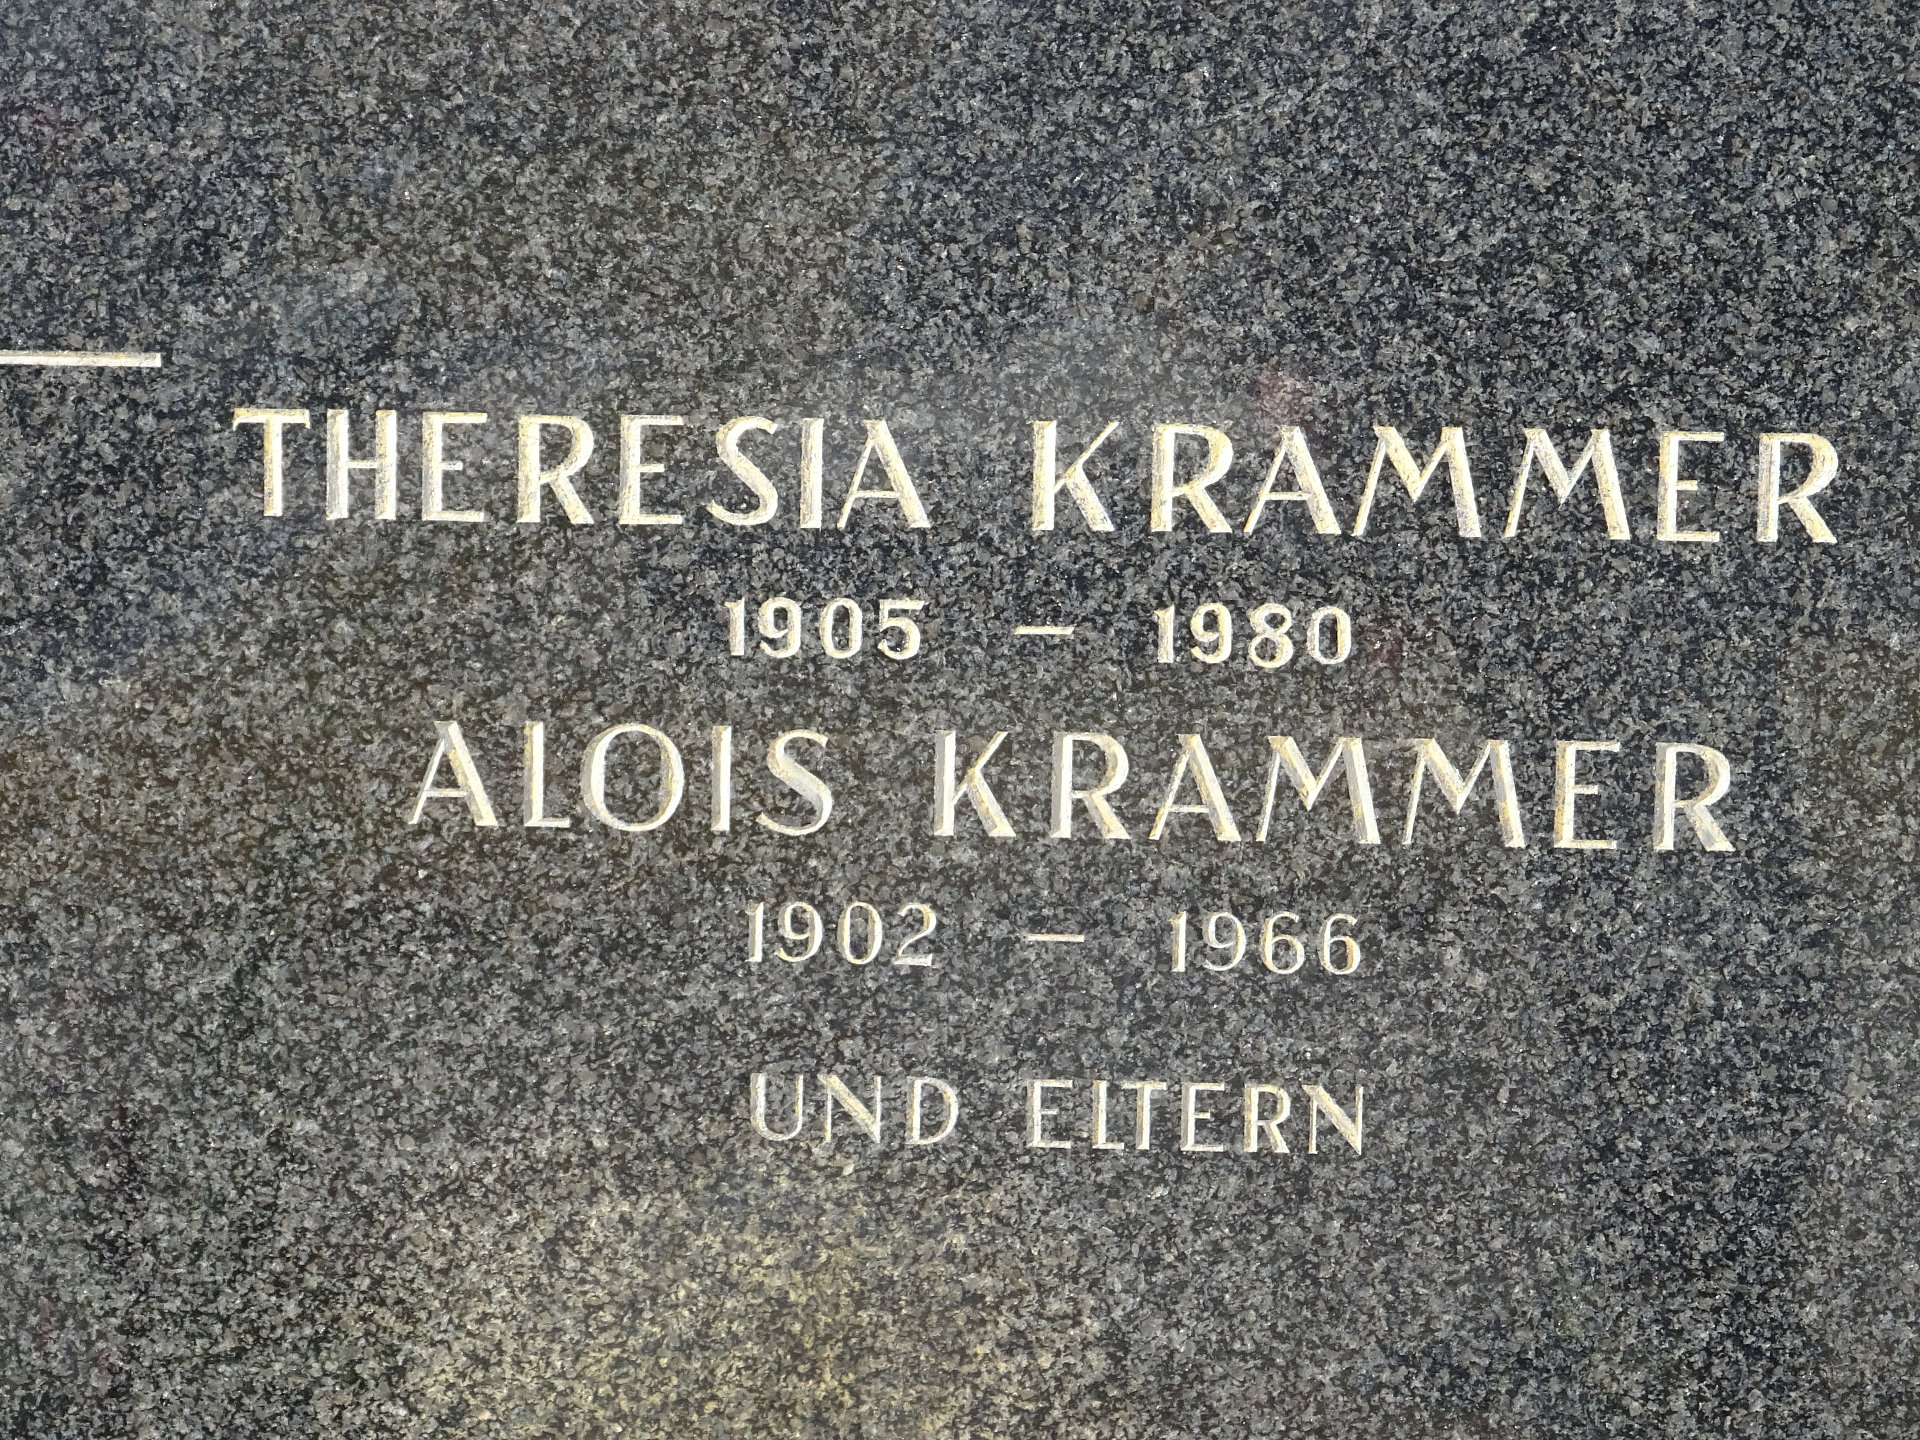 THERESIA KRAMMER
1905 – 1980
ALOIS KRAMMER
1902 – 1966
UND ELTERN